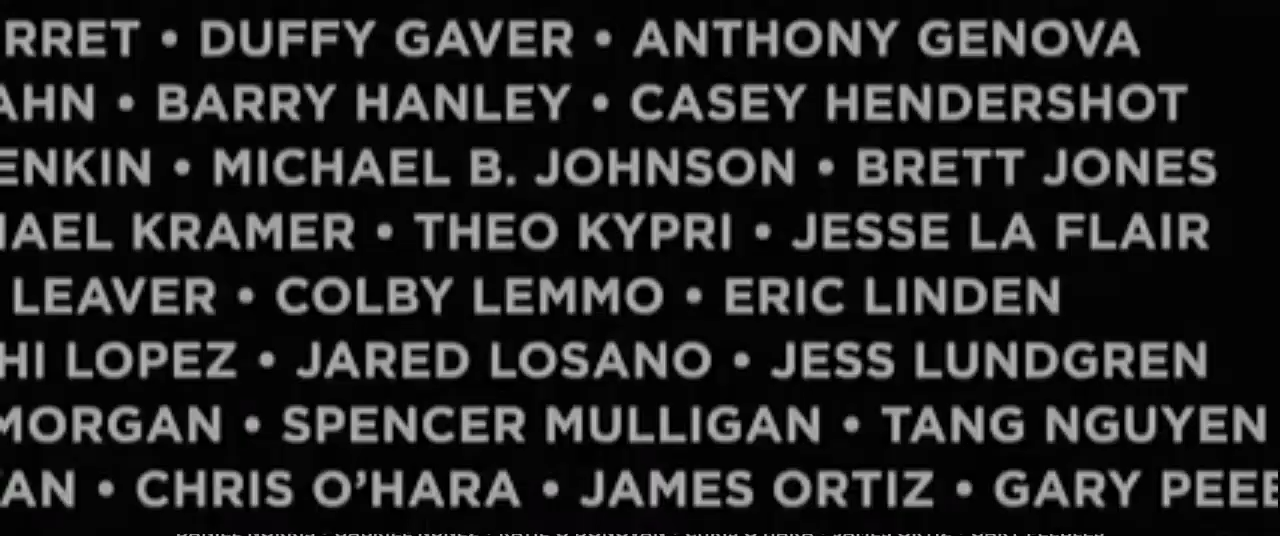 RRET • DUFFY GAVER • ANTHONY GENOVA
AHN • BARRY HANLEY • CASEY HENDERSHOT
ENKIN • MICHAEL B. JOHNSON • BRETT JONES
AEL KRAMER • THEO KYPRI • JESSE LA FLAIR
LEAVER • COLBY LEMMO • ERIC LINDEN
HI LOPEZ • JARED LOSANO • JESS LUNDGREN
MORGAN • SPENCER MULLIGAN • TANG NGUYEN
AN • CHRIS O’HARA • JAMES ORTIZ • GARY PEEB